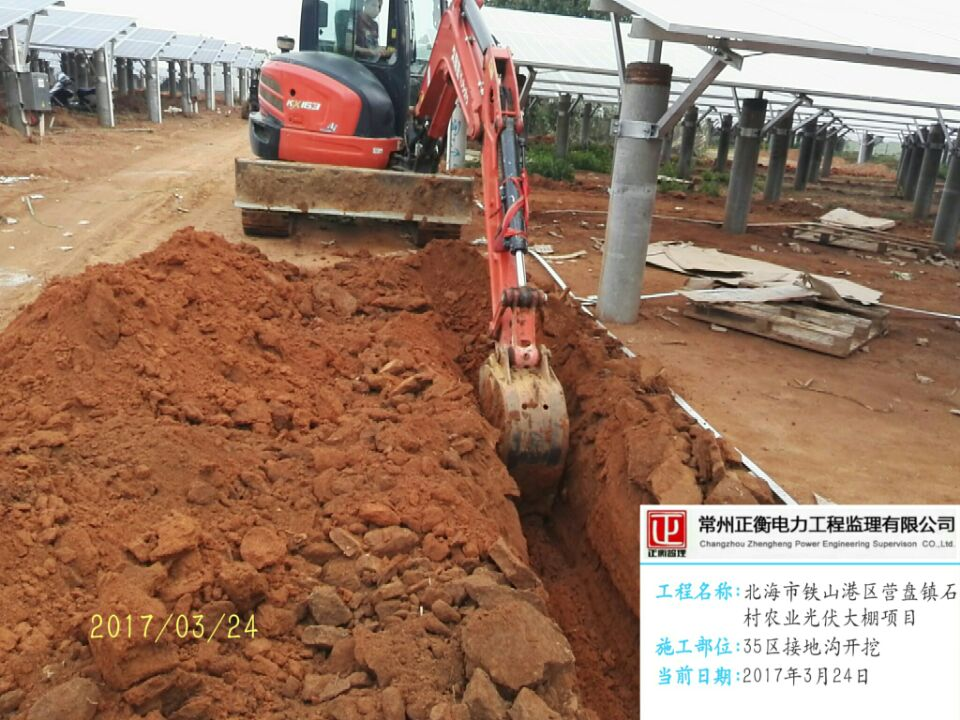 KX163
2017/03/24
正衡监理
常州正衡电力工程监理有限公司
Changzhou Zhengheng Power Engineering Supervison CO.,Ltd
工程名称:北海市铁山港区营盘镇石
村农业光伏大棚项目
施工部位:35区接地沟开挖
当前日期:2017年3月24日